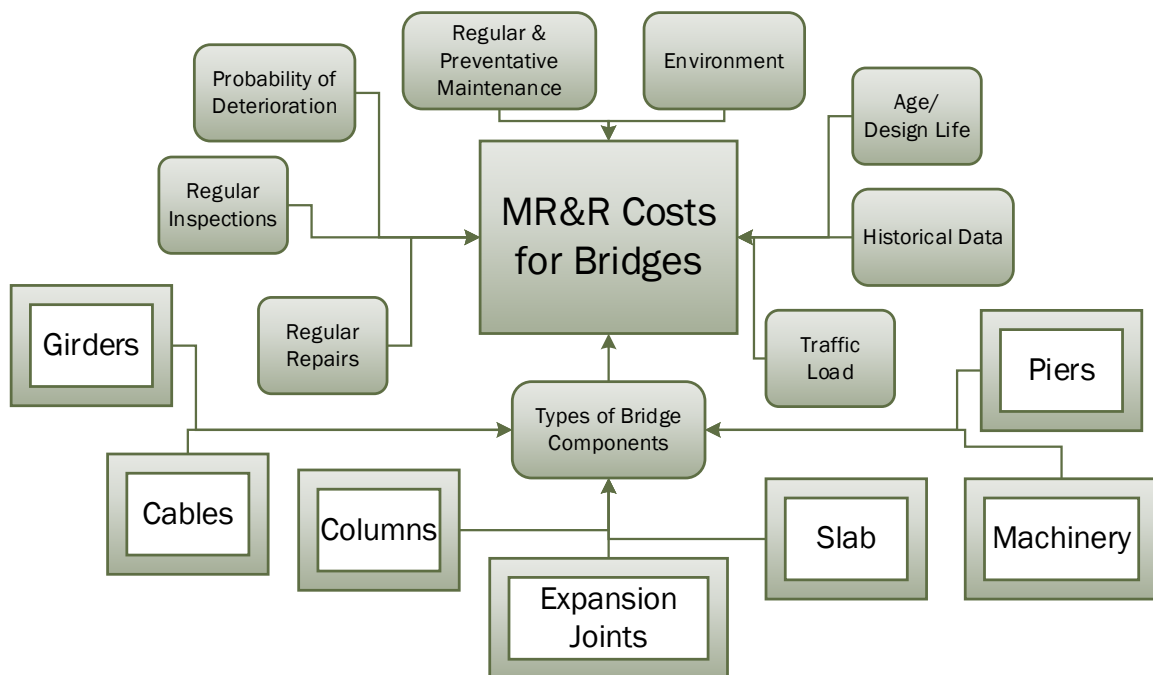 Regular &
Preventative
Maintenance
Environment
Probability of
Deterioration
Age/
Design Life
Regular
Inspections
MR&R Costs
for Bridges
Historical Data
Regular
Repairs
Traffic
Load
Girders
Piers
Types of Bridge
Components
Cables
Columns
Slab
Machinery
Expansion
Joints